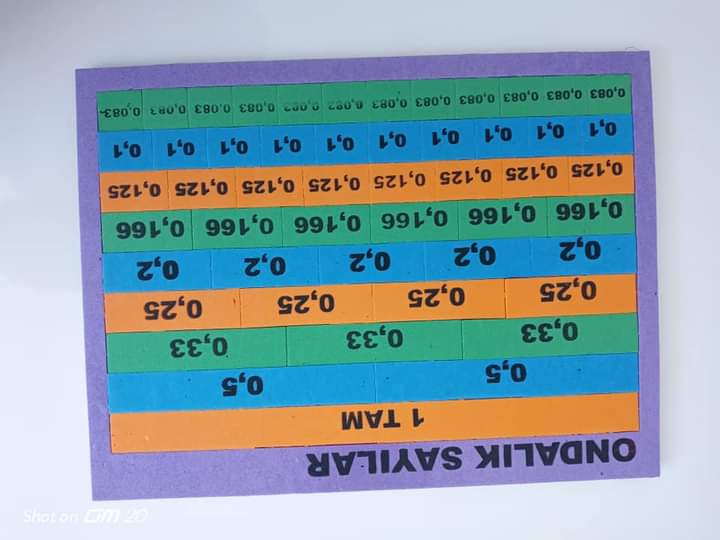 ONDALIK SAYILAR
1 TAM
0,5 0,5
0,33 0,33 0,33
0,25 0,25 0,25 0,25
0,2 0,2 0,2 0,2 0,2
0,166 0,166 0,166 0,166 0,166 0,166
0,125 0,125 0,125 0,125 0,125 0,125 0,125 0,125
0,1 0,1 0,1 0,1 0,1 0,1 0,1 0,1 0,1 0,1
0,083 0,083 0,083 0,083 0,083 0,083 0,083 0,083 0,083 0,083 0,083 0,083
Shot on GM 20